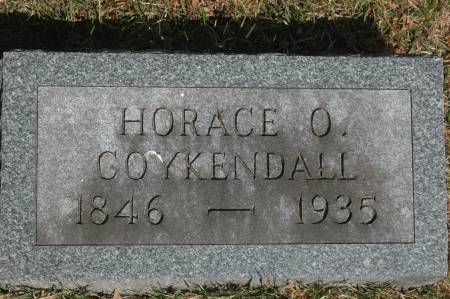 HORACE O.
COYKENDALL
1846 — 1935